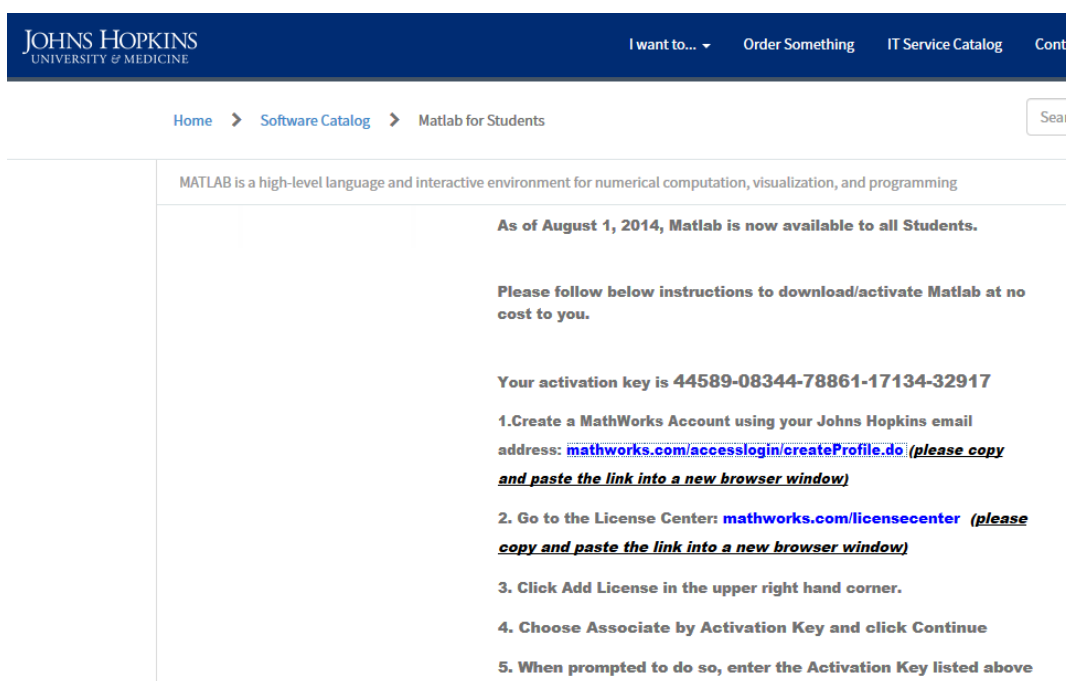 JOHNS HOPKINS
UNIVERSITY & MEDICINE
I want to...
Order Something
IT Service Catalog
Cont
Home
Software Catalog
Matlab for Students
Sear
MATLAB is a high-level language and interactive environment for numerical computation, visualization, and programming
As of August 1, 2014, Matlab is now available to all Students.
Please follow below instructions to download/activate Matlab at no
cost to you.
Your activation key is 44589-08344-78861-17134-32917
1.Create a MathWorks Account using your Johns Hopkins email
address: mathworks.com/accesslogin/createProfile.do (please copy
and paste the link into a new browser window)
2. Go to the License Center: mathworks.com/licensecenter (please
copy and paste the link into a new browser window)
3. Click Add License in the upper right hand corner.
4. Choose Associate by Activation Key and click Continue
5. When prompted to do so, enter the Activation Key listed above